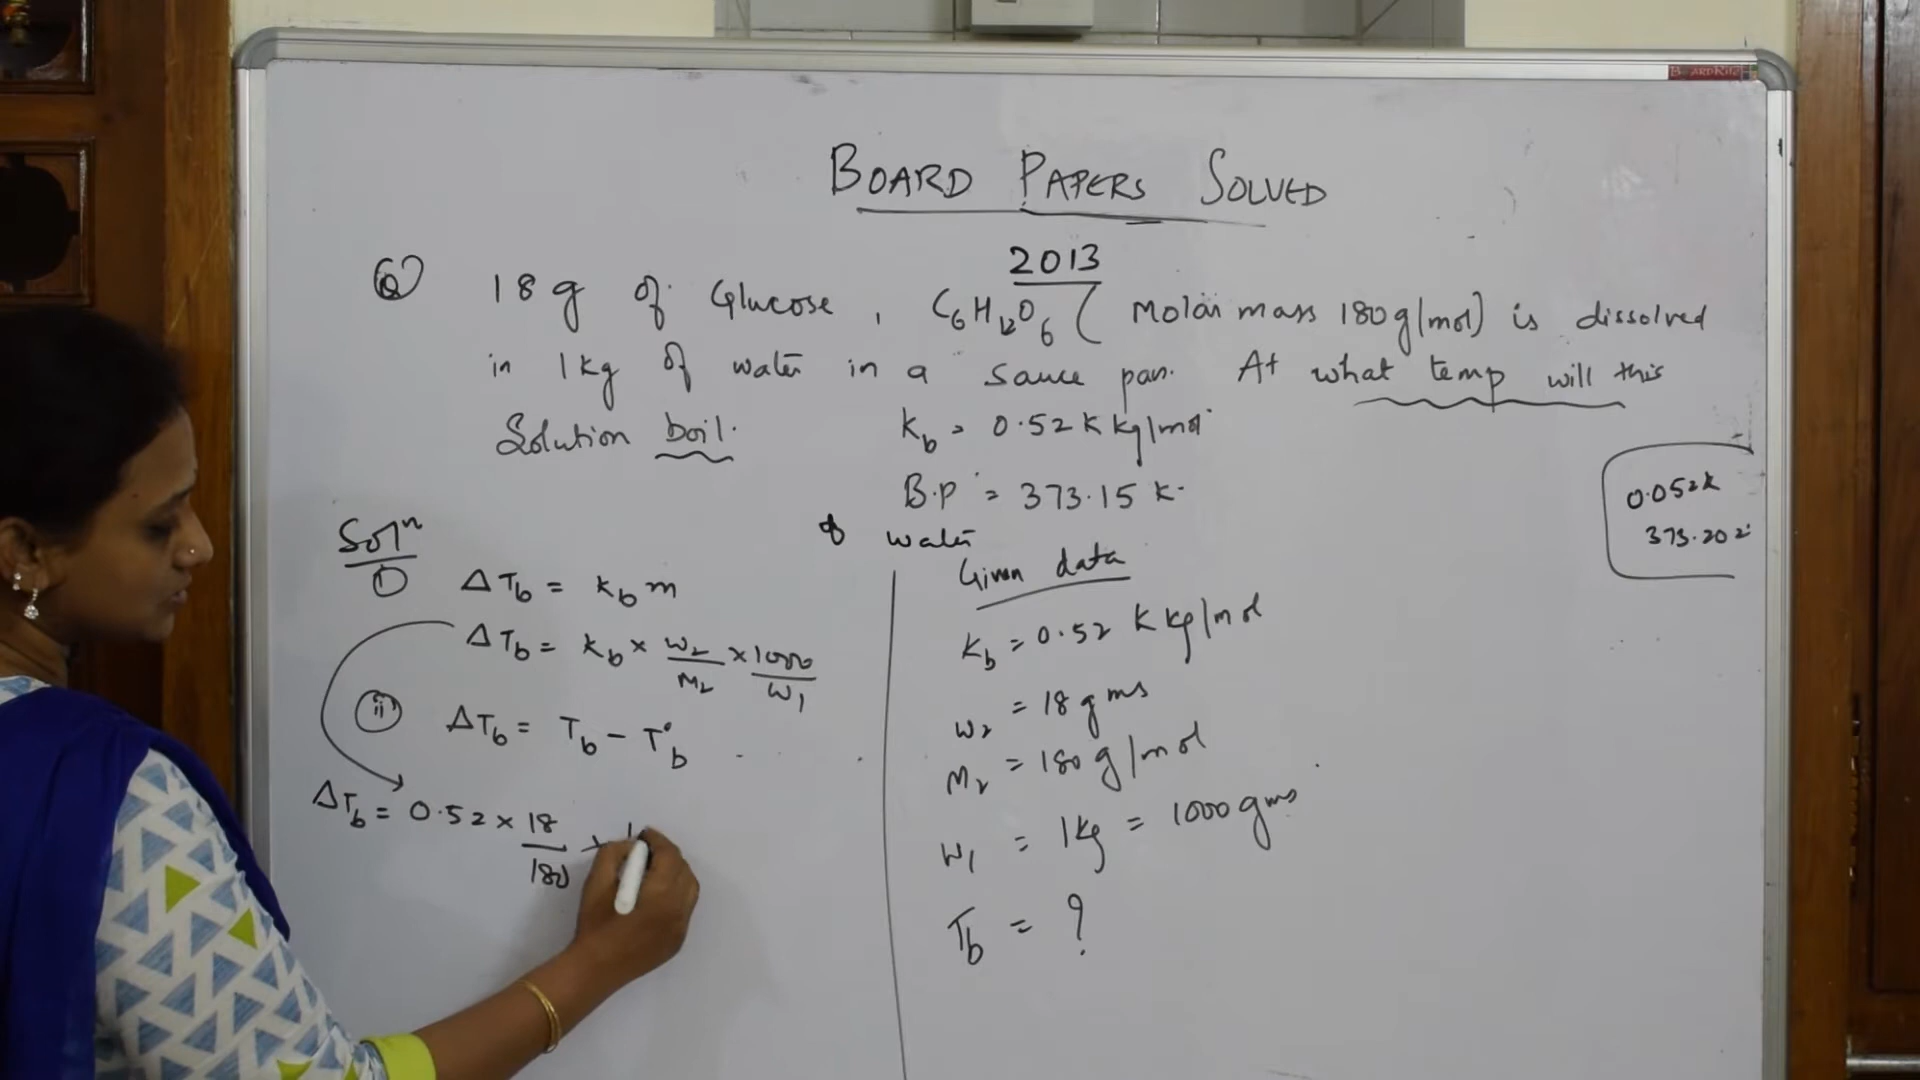 BOARD PAPERS SOLVED
2013
Q 18 g of Glucose, C6H12O6 (Molar mass 180g/mol) is dissolved
in 1kg of water in a sauce pan. At what temp will this
Solution boil. Kb = 0.52 K kg/mol
B.P = 373.15 K.
of water
0.052k
373.202
Solⁿ
① ΔTb = Kb m
ΔTb = Kb × W2/M2 × 1000/W1
ⓘⓘ ΔTb = Tb - T°b
ΔTb = 0.52 × 18/180 ×
Given data
Kb = 0.52 K kg/mol
W2 = 18 gms
M2 = 180 g/mol
W1 = 1kg = 1000 gms
Tb = ?